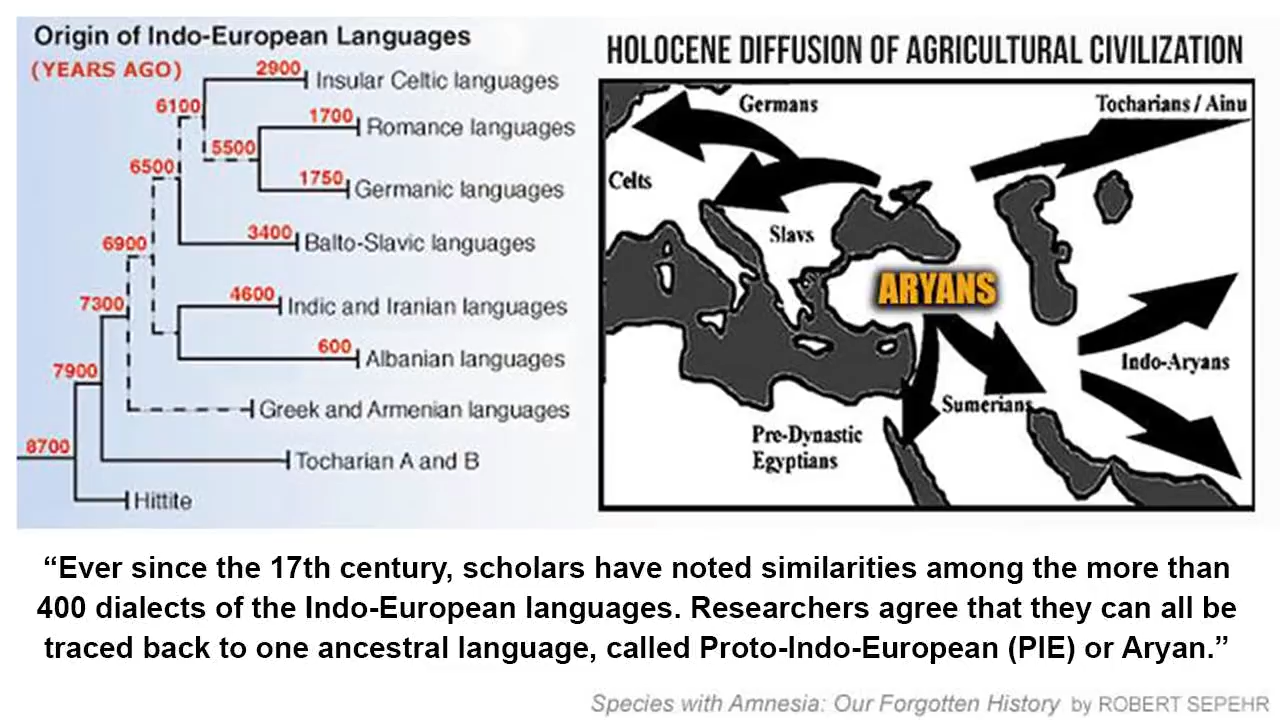 Origin of Indo-European Languages
(YEARS AGO)
2900 Insular Celtic languages
6100
1700 Romance languages
5500
6500
1750 Germanic languages
3400 Balto-Slavic languages
6900
4600 Indic and Iranian languages
7300
600 Albanian languages
7900
Greek and Armenian languages
8700
Tocharian A and B
Hittite
HOLOCENE DIFFUSION OF AGRICULTURAL CIVILIZATION
Germans
Tocharians / Ainu
Celts
Slavs
ARYANS
Indo-Aryans
Sumerians
Pre-Dynastic
Egyptians
“Ever since the 17th century, scholars have noted similarities among the more than
400 dialects of the Indo-European languages. Researchers agree that they can all be
traced back to one ancestral language, called Proto-Indo-European (PIE) or Aryan.”
Species with Amnesia: Our Forgotten History by ROBERT SEPEHR